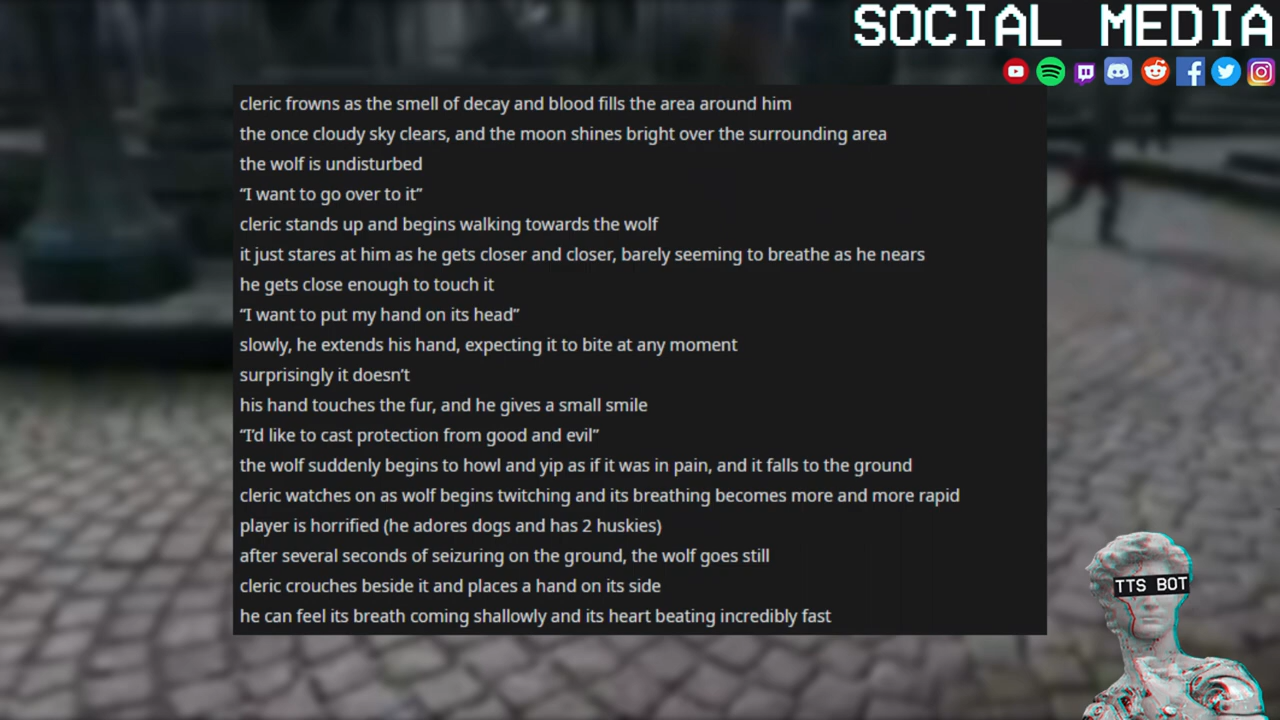 SOCIAL MEDIA
cleric frowns as the smell of decay and blood fills the area around him
the once cloudy sky clears, and the moon shines bright over the surrounding area
the wolf is undisturbed
“I want to go over to it”
cleric stands up and begins walking towards the wolf
it just stares at him as he gets closer and closer, barely seeming to breathe as he nears
he gets close enough to touch it
“I want to put my hand on its head”
slowly, he extends his hand, expecting it to bite at any moment
surprisingly it doesn’t
his hand touches the fur, and he gives a small smile
“I’d like to cast protection from good and evil”
the wolf suddenly begins to howl and yip as if it was in pain, and it falls to the ground
cleric watches on as wolf begins twitching and its breathing becomes more and more rapid
player is horrified (he adores dogs and has 2 huskies)
after several seconds of seizuring on the ground, the wolf goes still
cleric crouches beside it and places a hand on its side
he can feel its breath coming shallowly and its heart beating incredibly fast
TTS BOT